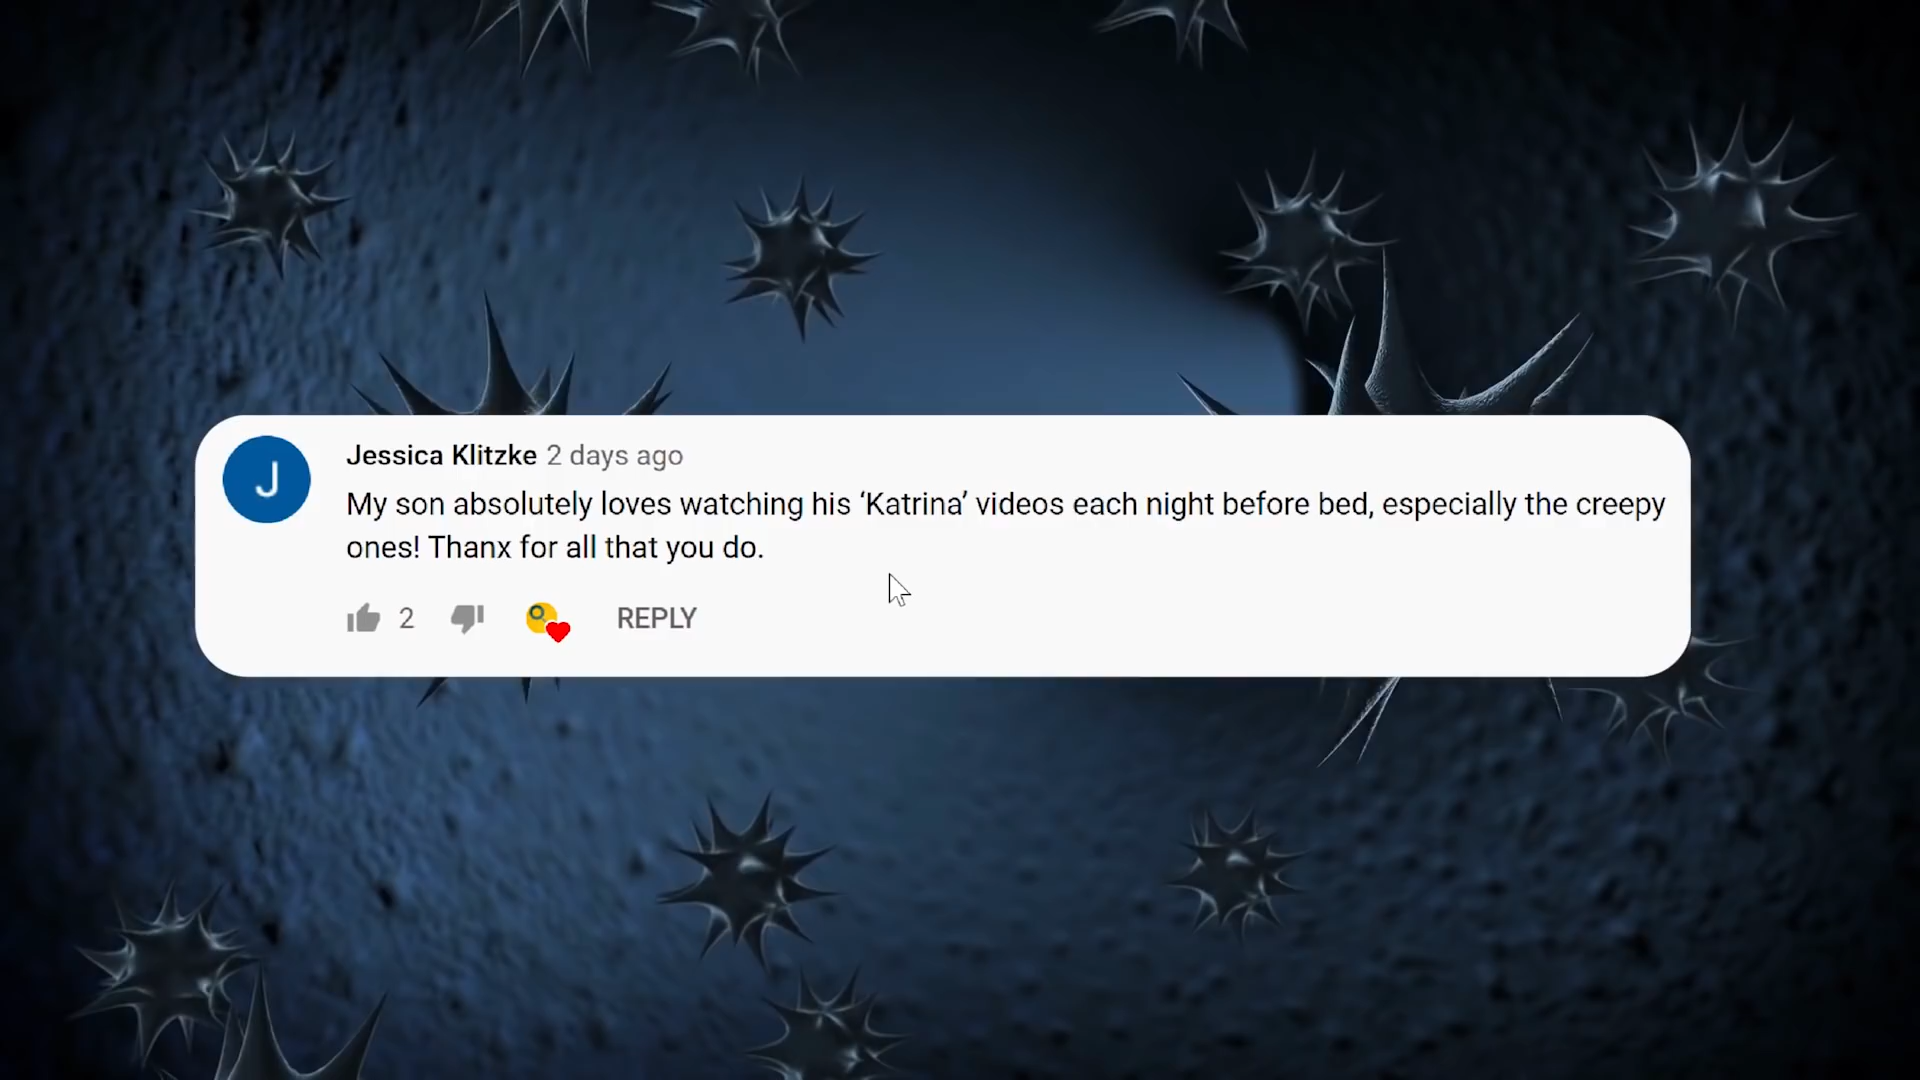 J
Jessica Klitzke 2 days ago
My son absolutely loves watching his ‘Katrina’ videos each night before bed, especially the creepy
ones! Thanx for all that you do.
2 REPLY